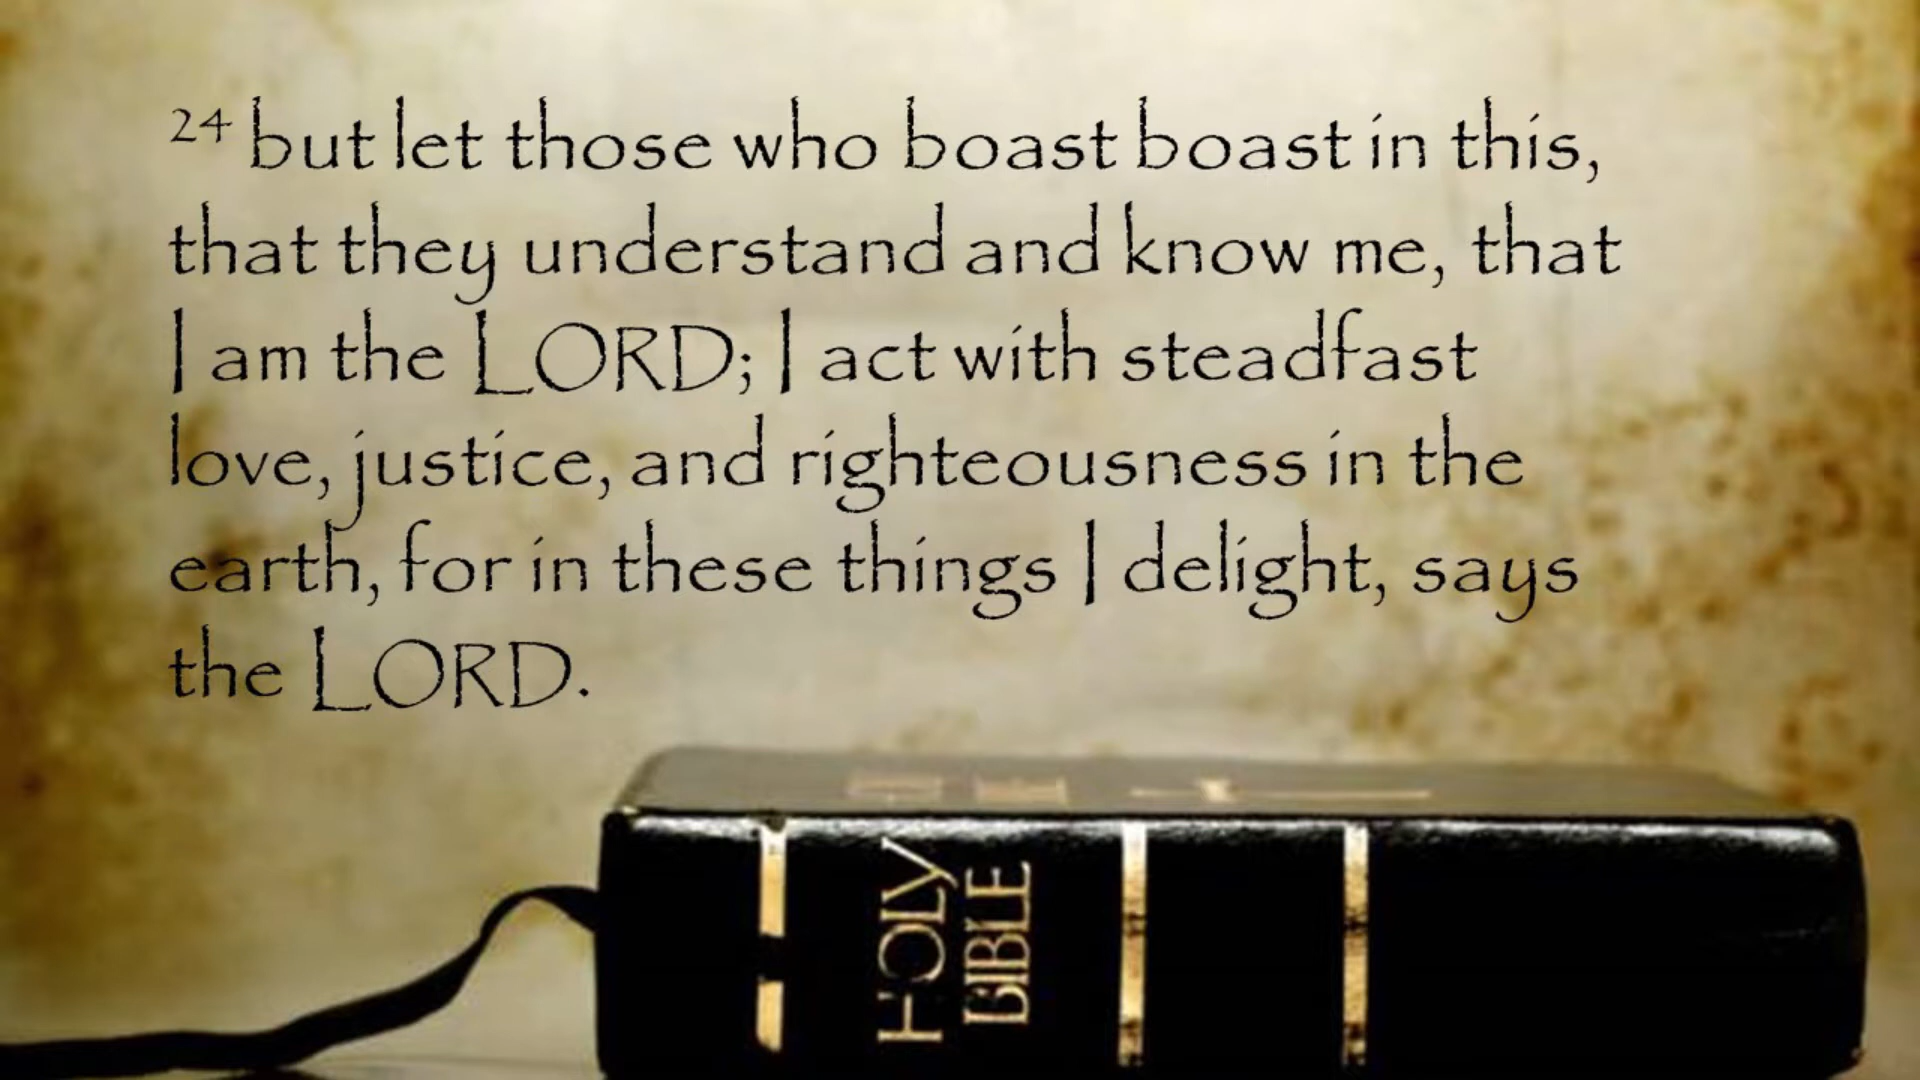 24 but let those who boast boast in this,
that they understand and know me, that
I am the LORD; I act with steadfast
love, justice, and righteousness in the
earth, for in these things I delight, says
the LORD.
HOLY
BIBLE